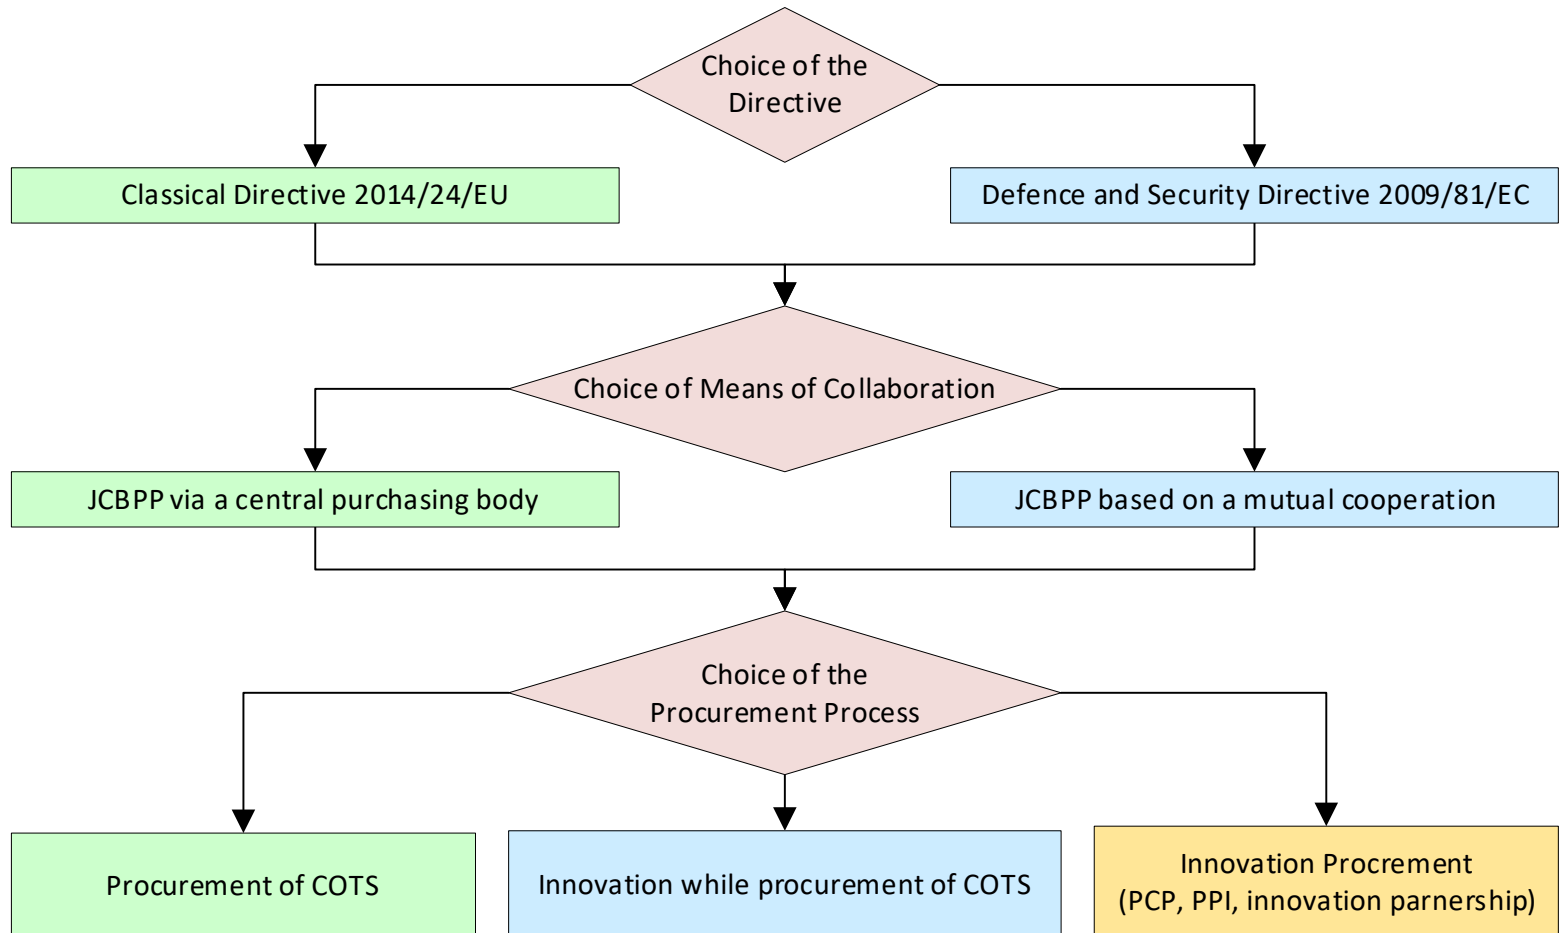 Choice of the
Directive
Classical Directive 2014/24/EU
Defence and Security Directive 2009/81/EC
Choice of Means of Collaboration
JCBPP via a central purchasing body
JCBPP based on a mutual cooperation
Choice of the
Procurement Process
Procurement of COTS
Innovation while procurement of COTS
Innovation Procrement
(PCP, PPI, innovation parnership)